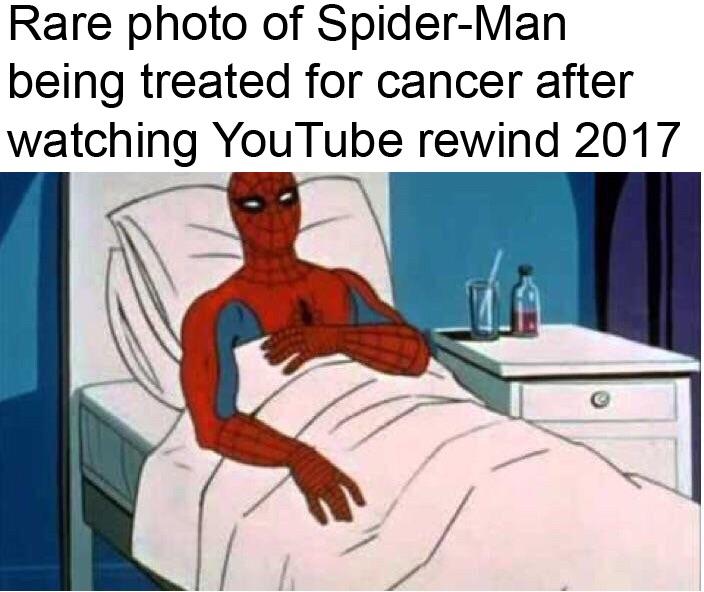 Rare photo of Spider-Man
being treated for cancer after
watching YouTube rewind 2017